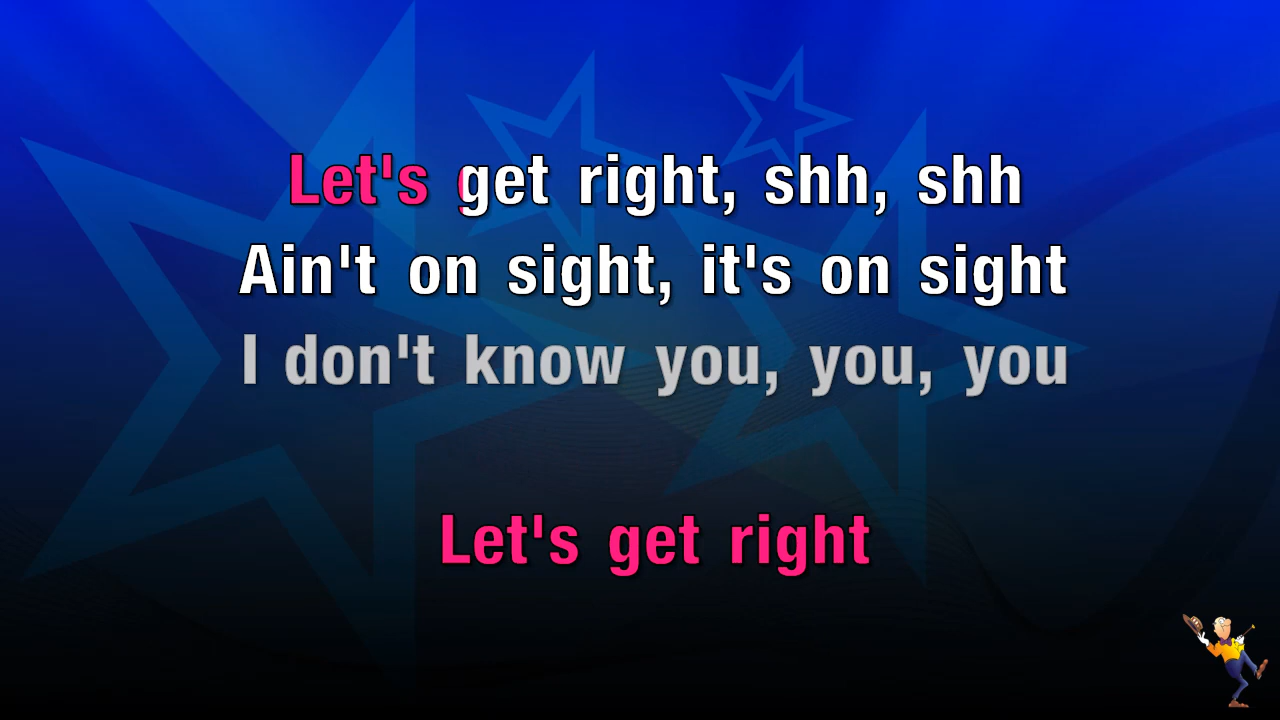 Let's get right, shh, shh
Ain't on sight, it's on sight
I don't know you, you, you
Let's get right